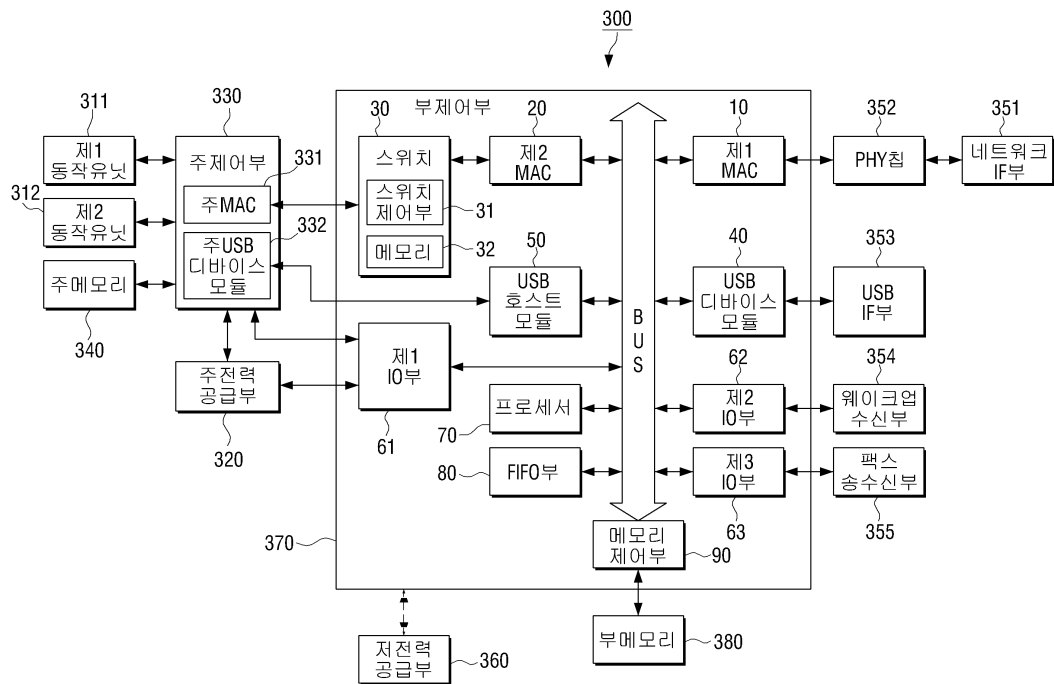 300
311
330
부제어부
30
20
10
352
351
제1
동작유닛
주제어부
331
스위치
제2
MAC
제1
MAC
PHY칩
네트워크
IF부
312
제2
동작유닛
주MAC
332
스위치
제어부
31
주USB
디바이스
모듈
메모리
32
50
40
353
주메모리
340
USB
호스트
모듈
USB
디바이스
모듈
USB
IF부
BUS
제1
IO부
62
354
주전력
공급부
320
61
프로세서
70
제2
IO부
웨이크업
수신부
80
FIFO부
제3
IO부
팩스
송수신부
63
355
370
메모리
제어부
90
저전력
공급부
360
부메모리
380